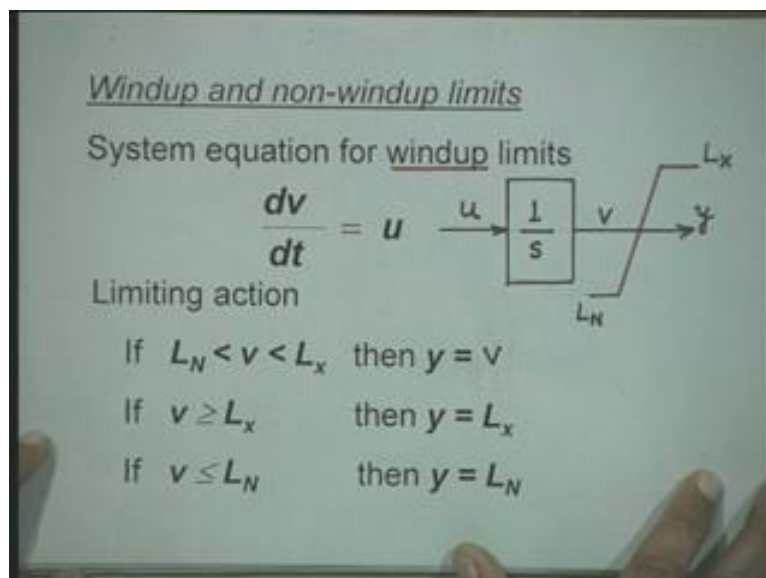 Windup and non-windup limits
System equation for windup limits
dv/dt = u
u
1/s
v
y
Lx
LN
Limiting action
If LN < v < Lx then y = v
If v ≥ Lx then y = Lx
If v ≤ LN then y = LN